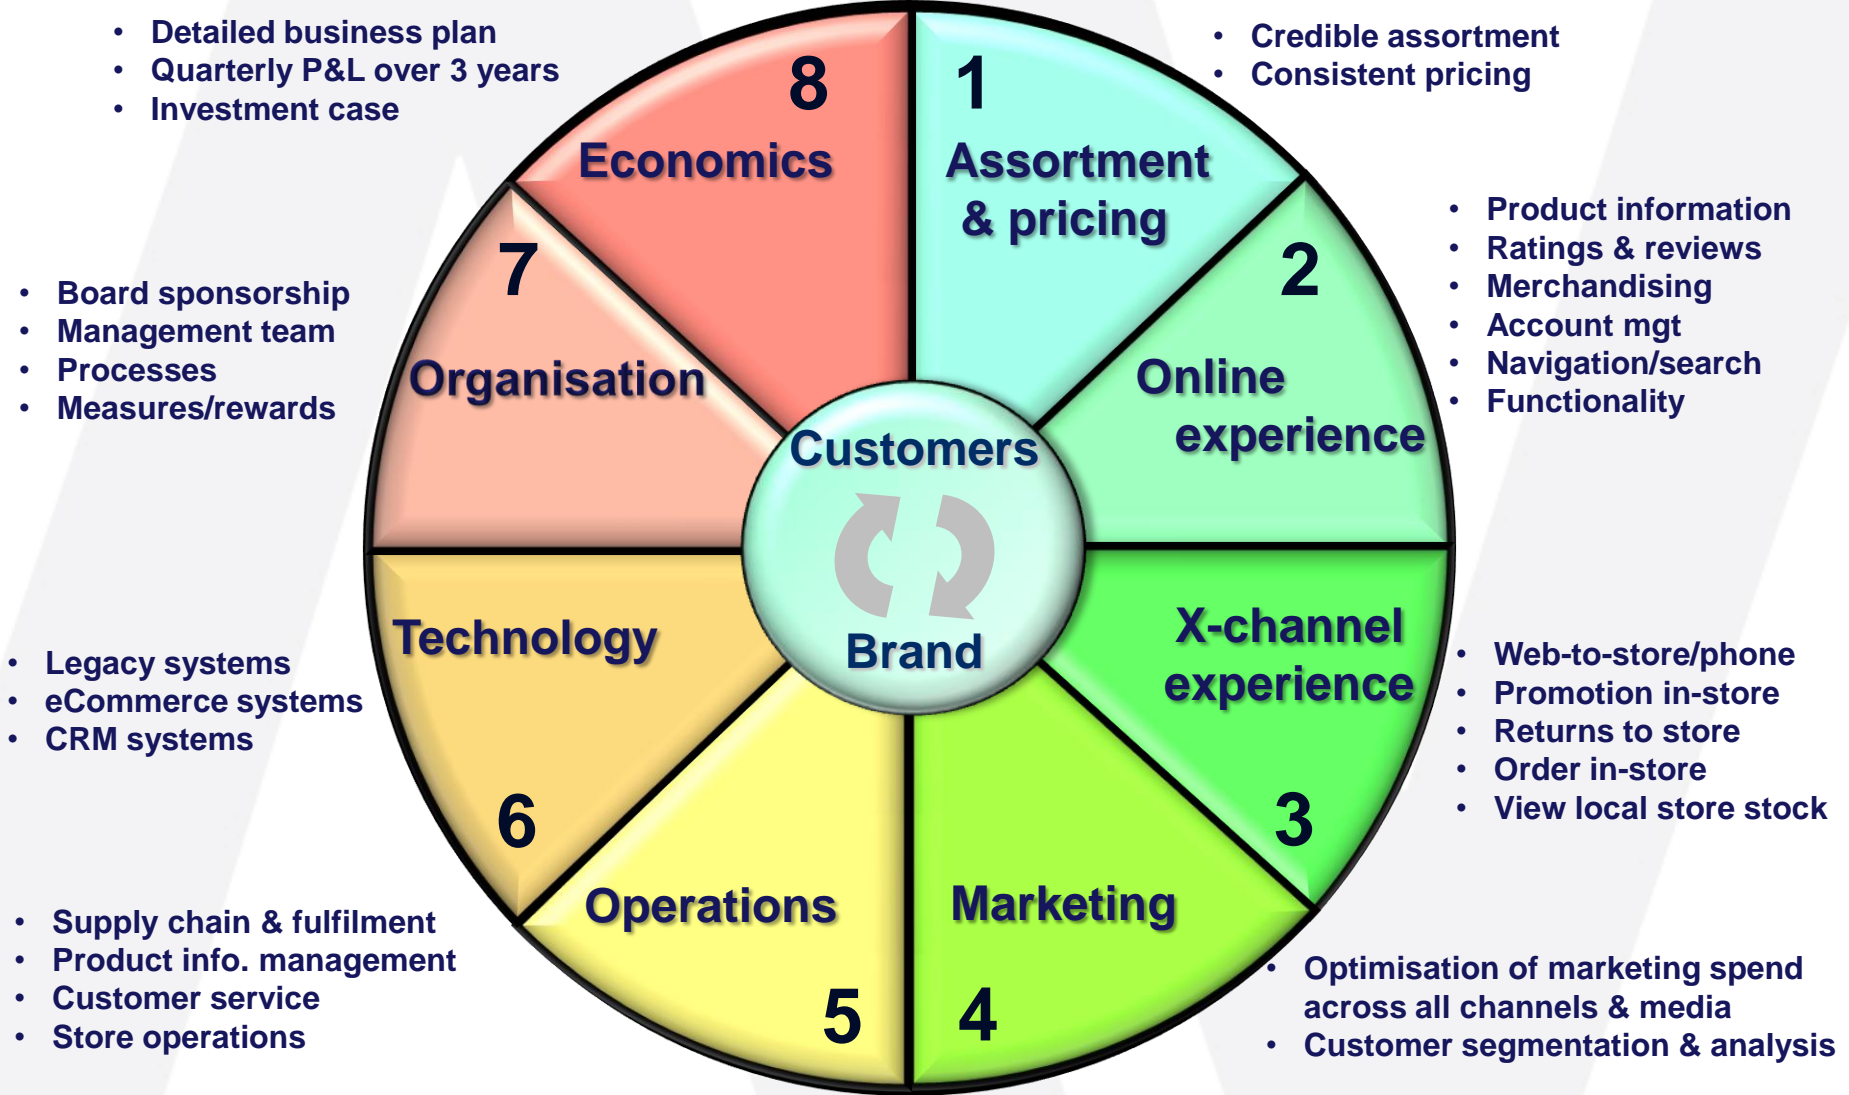 • Detailed business plan
• Quarterly P&L over 3 years
• Investment case
8
Economics
1
Assortment
& pricing
• Credible assortment
• Consistent pricing
2
Online
experience
• Product information
• Ratings & reviews
• Merchandising
• Account mgt
• Navigation/search
• Functionality
7
Organisation
• Board sponsorship
• Management team
• Processes
• Measures/rewards
Customers
Brand
X-channel
experience
3
• Web-to-store/phone
• Promotion in-store
• Returns to store
• Order in-store
• View local store stock
Technology
6
• Legacy systems
• eCommerce systems
• CRM systems
Operations
5
• Supply chain & fulfilment
• Product info. management
• Customer service
• Store operations
Marketing
4
• Optimisation of marketing spend
across all channels & media
• Customer segmentation & analysis